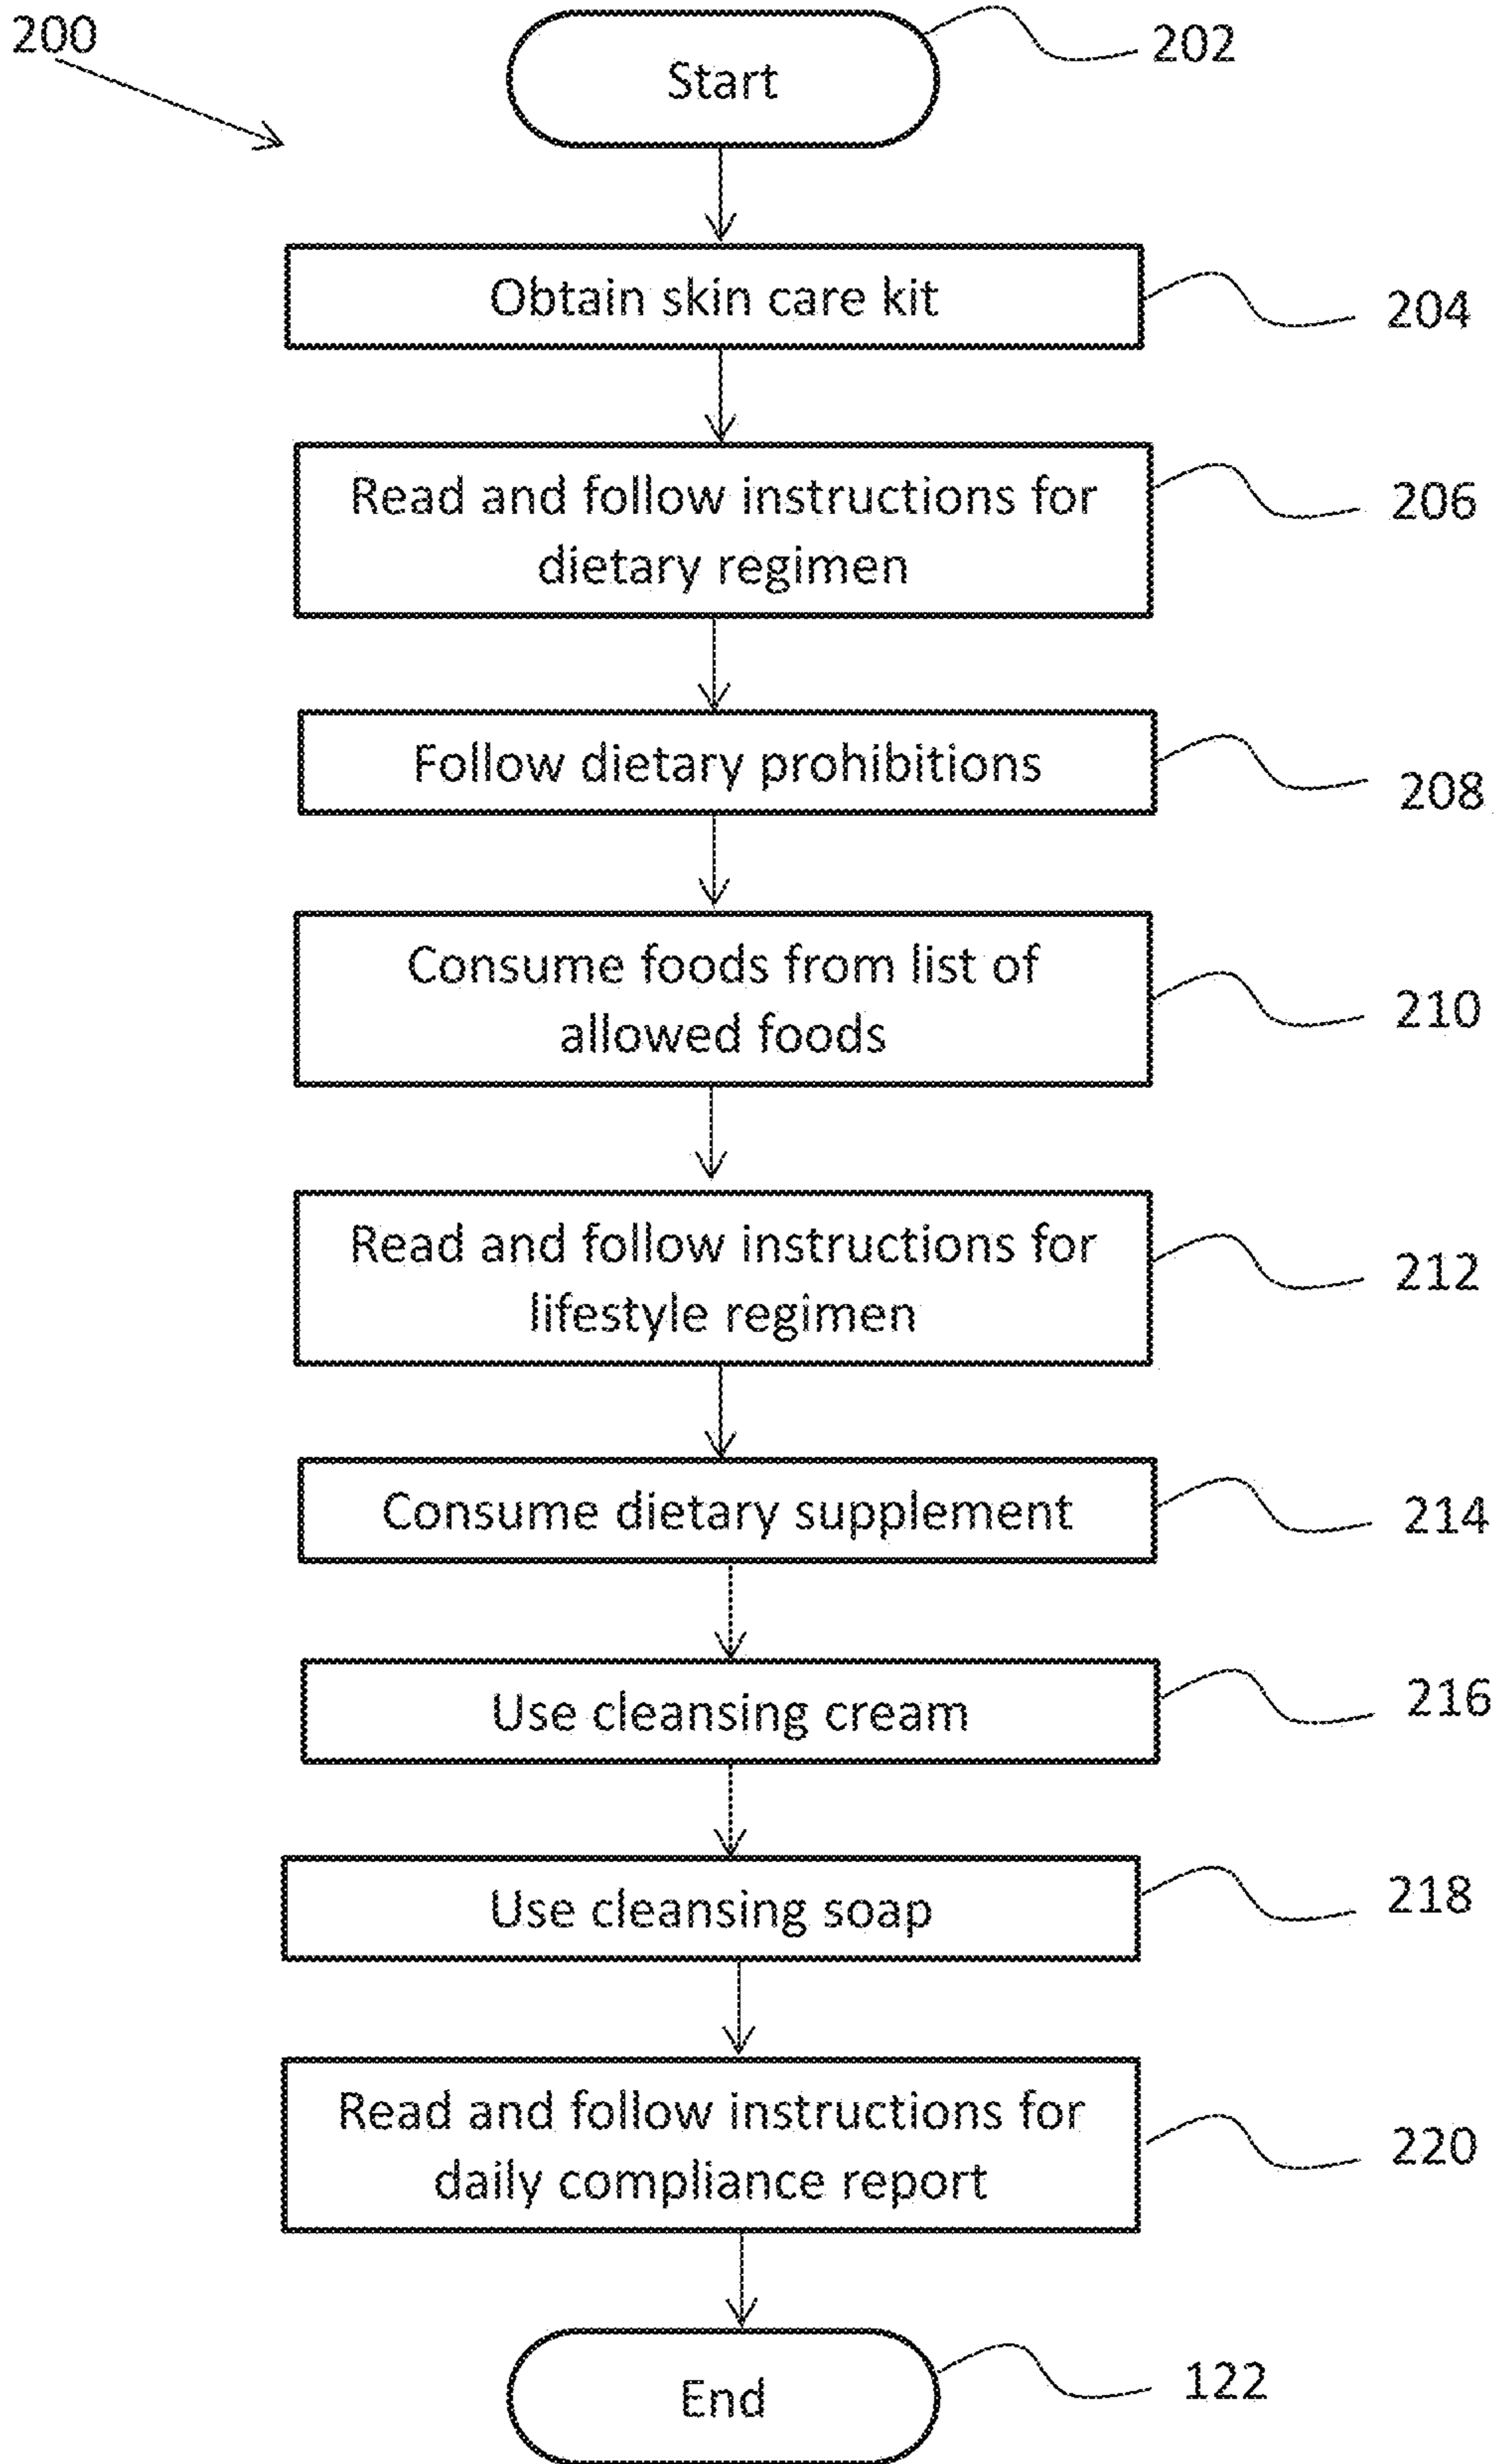 200
Start
202
Obtain skin care kit
204
Read and follow instructions for
dietary regimen
206
Follow dietary prohibitions
208
Consume foods from list of
allowed foods
210
Read and follow instructions for
lifestyle regimen
212
Consume dietary supplement
214
Use cleansing cream
216
Use cleansing soap
218
Read and follow instructions for
daily compliance report
220
End
122